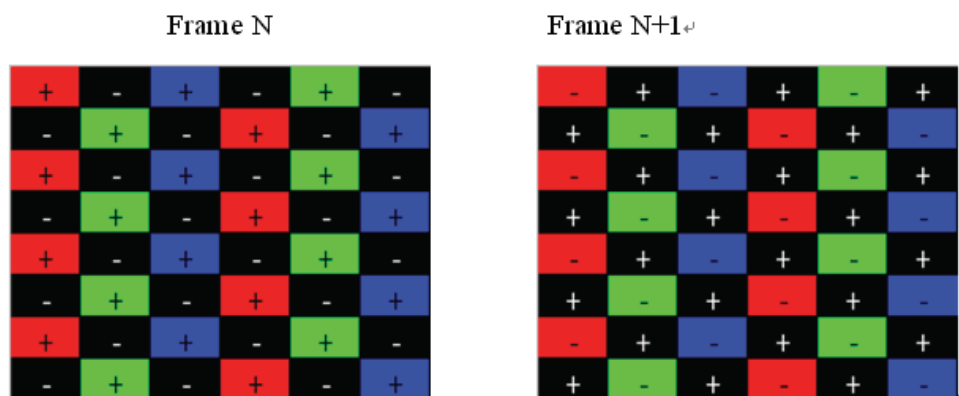 Frame N Frame N+1↵
+ - + - + - - + - + - +
- + - + - + + - + - + -
+ - + - + - - + - + - +
- + - + - + + - + - + -
+ - + - + - - + - + - +
- + - + - + + - + - + -
+ - + - + - - + - + - +
- + - + - + + - + - + -